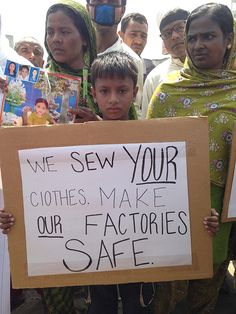 WE SEW YOUR
CLOTHES. MAKE
OUR FACTORIES
SAFE.